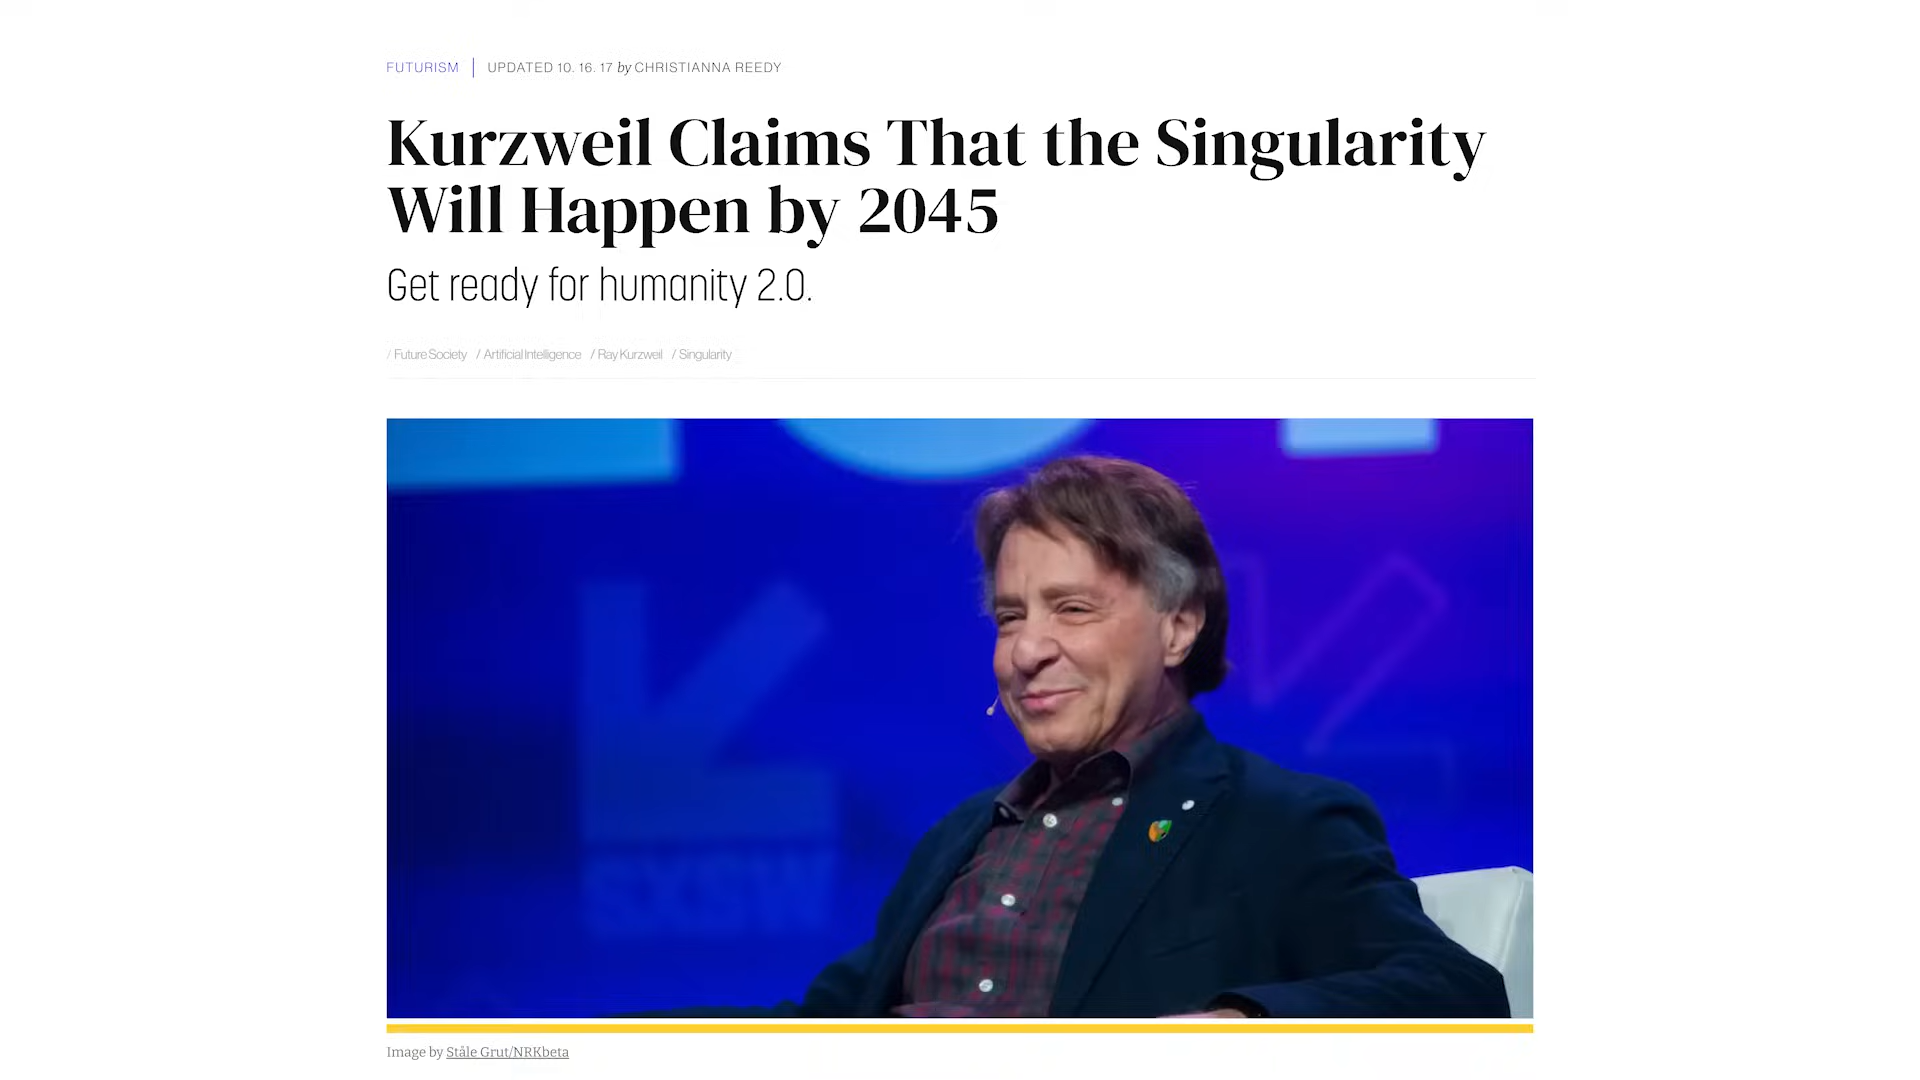 FUTURISM | UPDATED 10. 16. 17 by CHRISTIANNA REEDY
Kurzweil Claims That the Singularity
Will Happen by 2045
Get ready for humanity 2.0.
/ Future Society / Artificial Intelligence / Ray Kurzweil / Singularity
SXSW
Image by Ståle Grut/NRKbeta